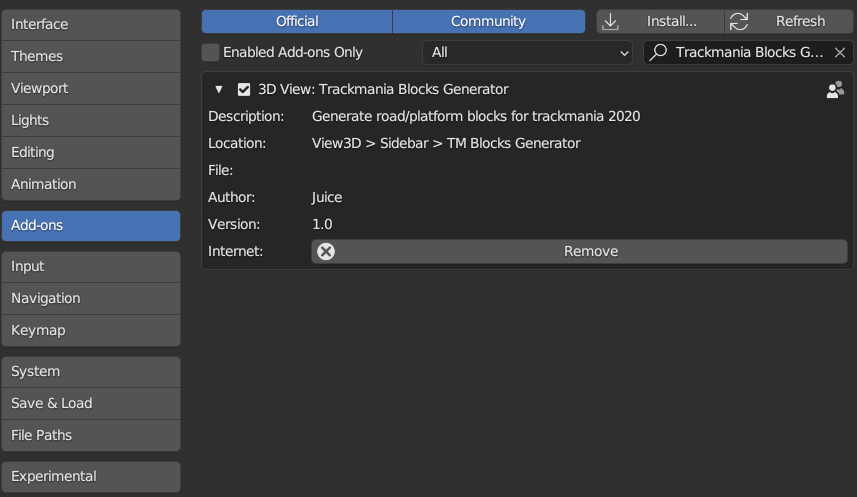 Interface
Themes
Viewport
Lights
Editing
Animation
Add-ons
Input
Navigation
Keymap
System
Save & Load
File Paths
Experimental
Official Community Install... Refresh
Enabled Add-ons Only All Trackmania Blocks G...
3D View: Trackmania Blocks Generator
Description: Generate road/platform blocks for trackmania 2020
Location: View3D > Sidebar > TM Blocks Generator
File:
Author: Juice
Version: 1.0
Internet: Remove